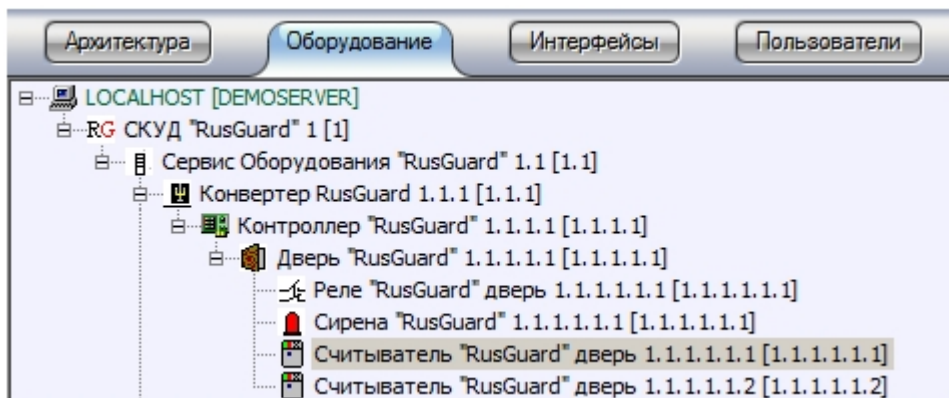 Архитектура Оборудование Интерфейсы Пользователи
LOCALHOST [DEMOSERVER]
RG СКУД "RusGuard" 1 [1]
Сервис Оборудования "RusGuard" 1.1 [1.1]
Конвертер RusGuard 1.1.1 [1.1.1]
Контроллер "RusGuard" 1.1.1.1 [1.1.1.1]
Дверь "RusGuard" 1.1.1.1.1 [1.1.1.1.1]
Реле "RusGuard" дверь 1.1.1.1.1.1 [1.1.1.1.1.1]
Сирена "RusGuard" 1.1.1.1.1.1 [1.1.1.1.1.1]
Считыватель "RusGuard" дверь 1.1.1.1.1.1 [1.1.1.1.1.1]
Считыватель "RusGuard" дверь 1.1.1.1.1.2 [1.1.1.1.1.2]